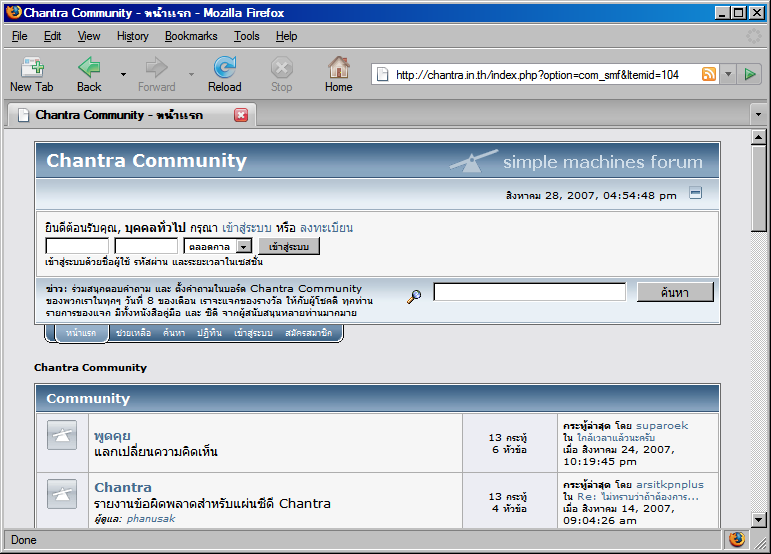 Chantra Community - หน้าแรก - Mozilla Firefox
File Edit View History Bookmarks Tools Help
New Tab Back Forward Reload Stop Home http://chantra.in.th/index.php?option=com_smf&Itemid=104
Chantra Community - หน้าแรก
Chantra Community simple machines forum
สิงหาคม 28, 2007, 04:54:48 pm
ยินดีต้อนรับคุณ, บุคคลทั่วไป กรุณา เข้าสู่ระบบ หรือ ลงทะเบียน
ตลอดกาล เข้าสู่ระบบ
เข้าสู่ระบบด้วยชื่อผู้ใช้ รหัสผ่าน และระยะเวลาในเซสชั่น
ข่าว: ร่วมสนุกตอบคำถาม และ ตั้งคำถามในบอร์ด Chantra Community
ของพวกเราในทุกๆ วันที่ 8 ของเดือน เราจะแจกของรางวัล ให้กับผู้โชคดี ทุกท่าน
รายการของแจก มีทั้งหนังสือคู่มือ และ ซีดี จากผู้สนับสนุนหลายท่านมากมาย
ค้นหา
หน้าแรก ช่วยเหลือ ค้นหา ปฏิทิน เข้าสู่ระบบ สมัครสมาชิก
Chantra Community
Community
พูดคุย
แลกเปลี่ยนความคิดเห็น
13 กระทู้
6 หัวข้อ
กระทู้ล่าสุด โดย suparoek
ใน ใกล้เวลาแล้วนะครับ
เมื่อ สิงหาคม 24, 2007,
10:19:45 pm
Chantra
รายงานข้อผิดพลาดสำหรับแผ่นซีดี Chantra
ผู้ดูแล: phanusak
13 กระทู้
4 หัวข้อ
กระทู้ล่าสุด โดย arsitkpnplus
ใน Re: ไม่ทราบว่าถ้าต้องการ...
เมื่อ สิงหาคม 14, 2007,
09:04:26 am
Done